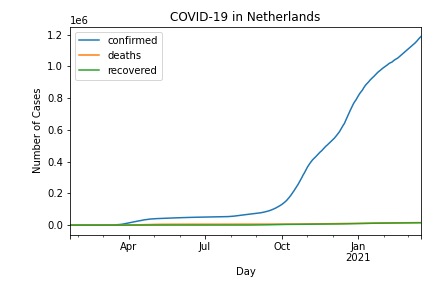 COVID-19 in Netherlands
1e6
confirmed
deaths
recovered
1.2
1.0
0.8
0.6
0.4
0.2
0.0
Number of Cases
Apr
Jul
Oct
Jan
2021
Day